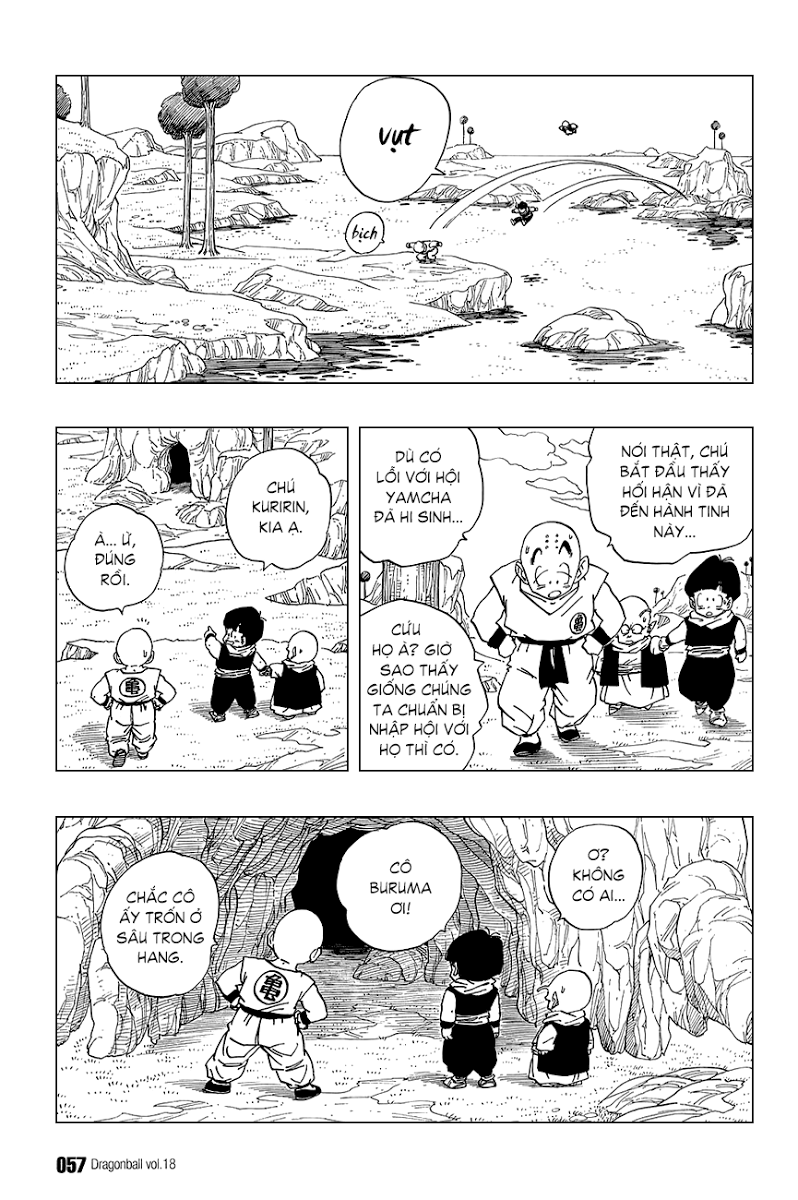 vụt
bịch
NÓI THẬT, CHÚ
BẮT ĐẦU THẤY
HỐI HẬN VÌ ĐÃ
ĐẾN HÀNH TINH
NÀY...
DÙ CÓ
LỖI VỚI HỘI
YAMCHA
ĐÃ HI SINH...
CỨU
HỌ À? GIỜ
SAO THẤY
GIỐNG CHÚNG
TA CHUẨN BỊ
NHẬP HỘI VỚI
HỌ THÌ CÓ.
CHÚ
KURIRIN,
KIA Ạ.
À... Ừ,
ĐÚNG
RỒI.
Ơ?
KHÔNG
CÓ AI...
CÔ
BURUMA
ƠI!
CHẮC CÔ
ẤY TRỐN Ở
SÂU TRONG
HANG.
亀
057 Dragonball vol.18